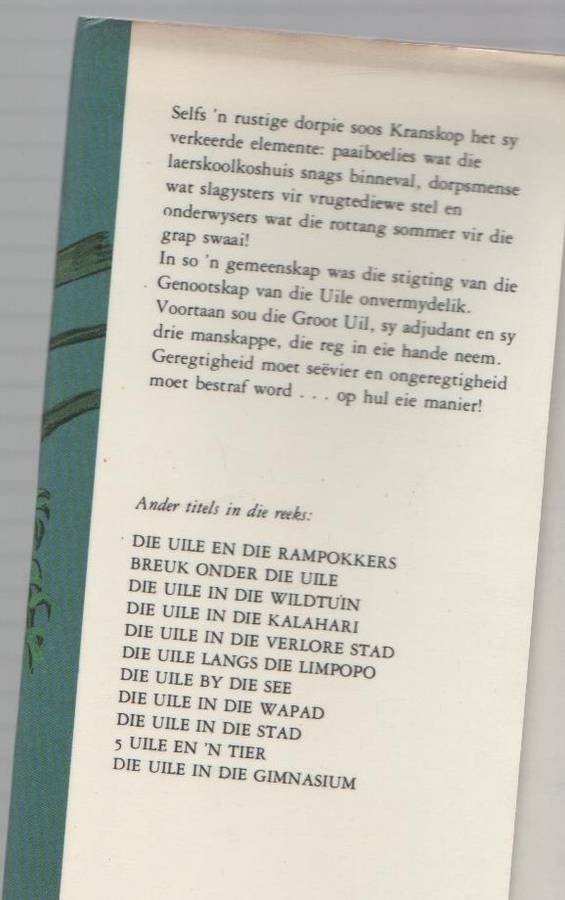 Selfs 'n rustige dorpie soos Kranskop het sy
verkeerde elemente: paaiboelies wat die
laerskoolkoshuis snags binneval, dorpsmense
wat slagysters vir vrugtediewe stel en
onderwysers wat die rottang sommer vir die
grap swaai!
In so 'n gemeenskap was die stigting van die
Genootskap van die Uile onvermydelik.
Voortaan sou die Groot Uil, sy adjudant en sy
drie manskappe, die reg in eie hande neem.
Geregtigheid moet seëvier en ongeregtigheid
moet bestraf word . . . op hul eie manier!
Ander titels in die reeks:
DIE UILE EN DIE RAMPOKKERS
BREUK ONDER DIE UILE
DIE UILE IN DIE WILDTUIN
DIE UILE IN DIE KALAHARI
DIE UILE IN DIE VERLORE STAD
DIE UILE LANGS DIE LIMPOPO
DIE UILE BY DIE SEE
DIE UILE IN DIE WAPAD
DIE UILE IN DIE STAD
5 UILE EN 'N TIER
DIE UILE IN DIE GIMNASIUM